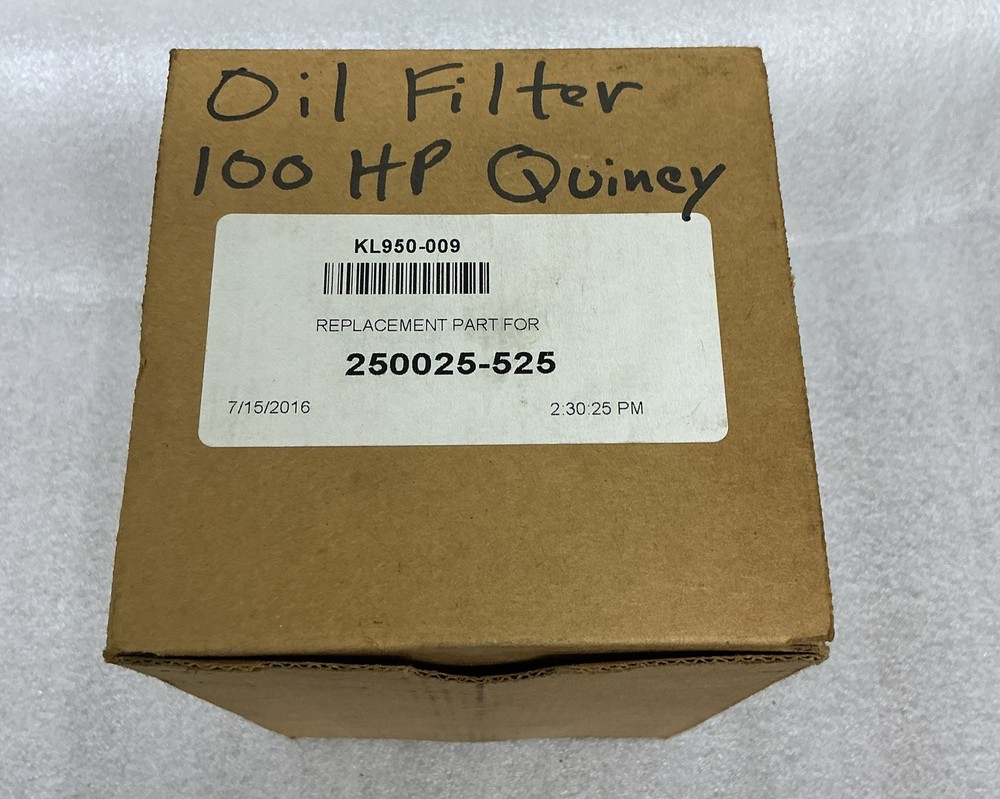 Oil Filter
100 HP Quincy
KL950-009
REPLACEMENT PART FOR
250025-525
7/15/2016 2:30:25 PM